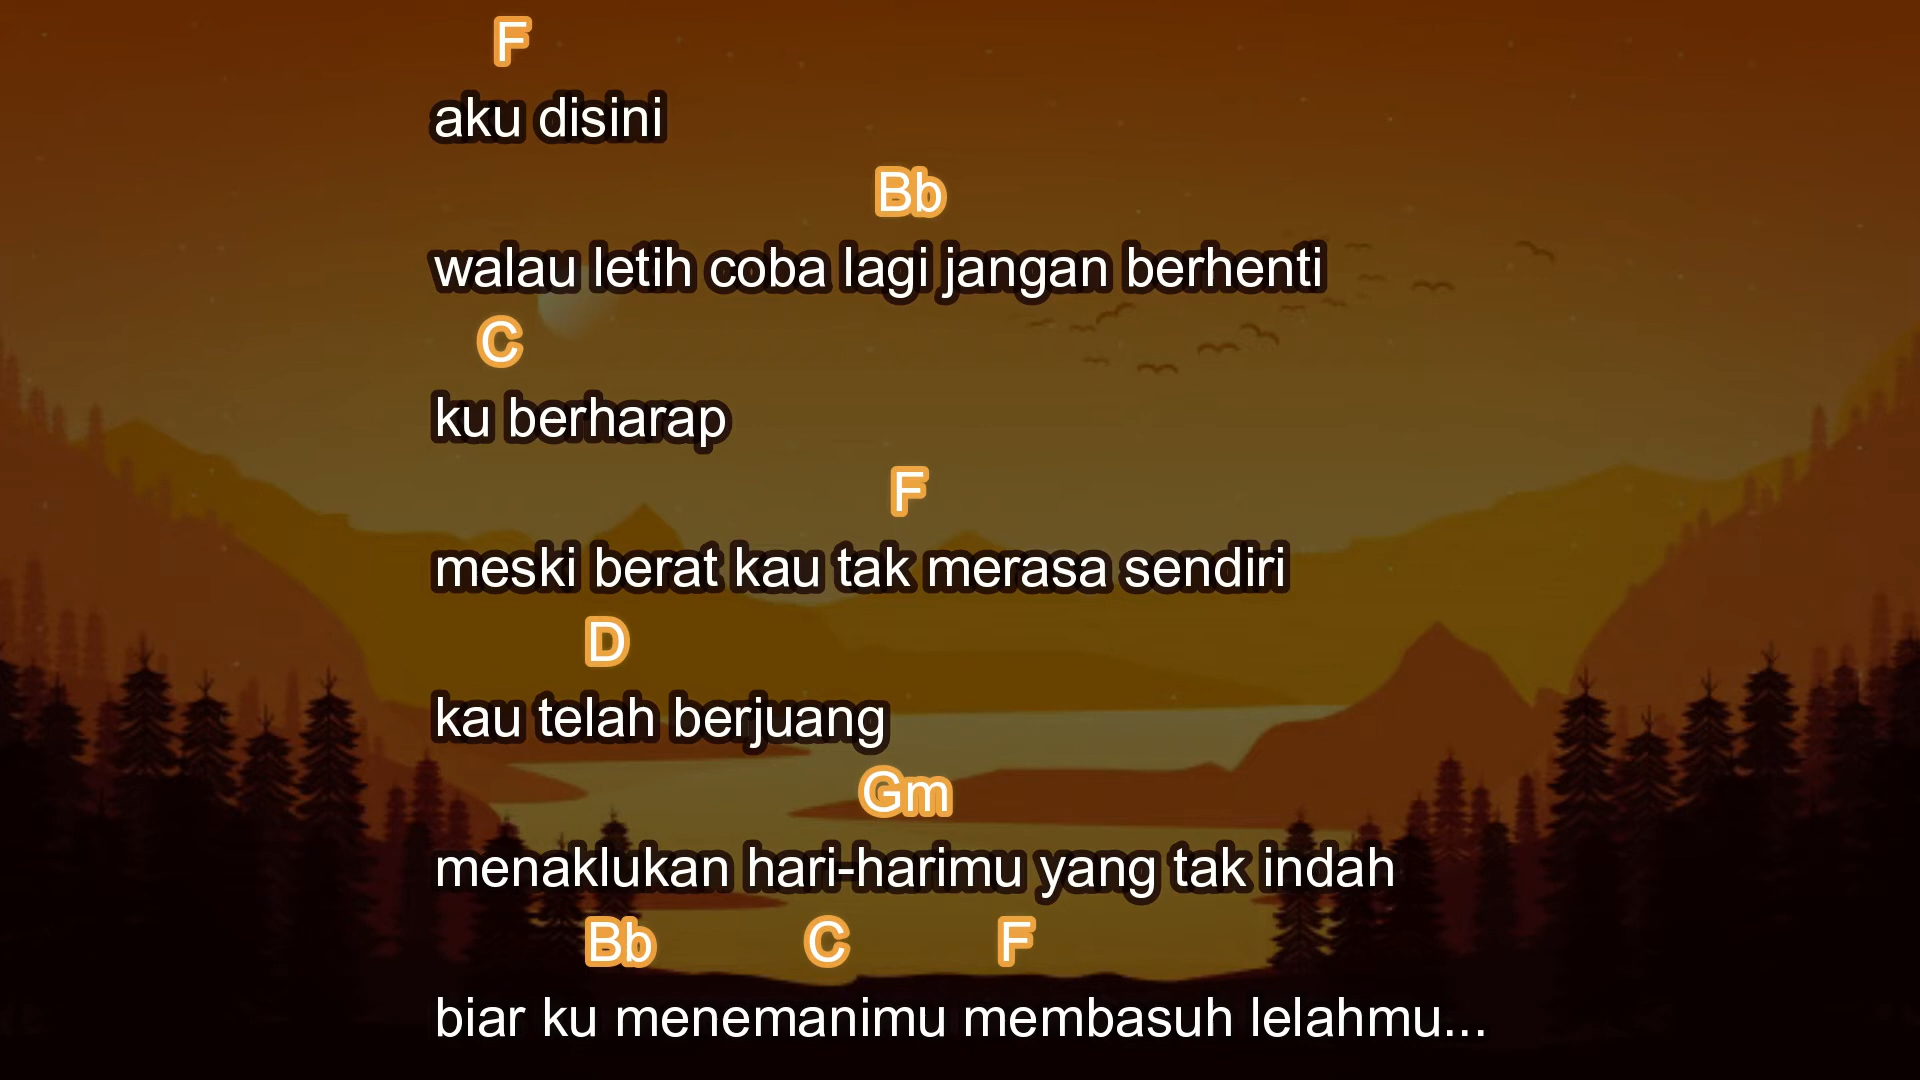 F
aku disini
Bb
walau letih coba lagi jangan berhenti
C
ku berharap
F
meski berat kau tak merasa sendiri
D
kau telah berjuang
Gm
menaklukan hari-harimu yang tak indah
Bb C F
biar ku menemanimu membasuh lelahmu...